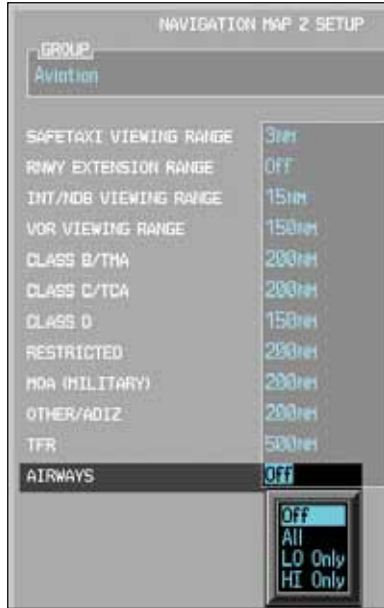 NAVIGATION MAP 2 SETUP
GROUP
Aviation
SAFETAXI VIEWING RANGE 3NM
RNWY EXTENSION RANGE Off
INT/NDB VIEWING RANGE 15NM
VOR VIEWING RANGE 150NM
CLASS B/TMA 200NM
CLASS C/TCA 200NM
CLASS D 150NM
RESTRICTED 200NM
MOA (MILITARY) 200NM
OTHER/ADIZ 200NM
TFR 500NM
AIRWAYS Off
Off
All
LO Only
HI Only